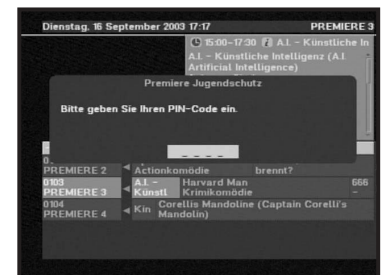 Dienstag, 16 September 2003 17:17 PREMIERE 3
15:00-17:30 A.I. - Künstliche In
A.I. - Künstliche Intelligenz (A.I.
Artificial Intelligence)
Premiere Jugendschutz
Bitte geben Sie Ihren PIN-Code ein.
- - - -
PREMIERE 2 Actionkomödie brennt?
0103 A.I. - Harvard Man 666
PREMIERE 3 Künstl Krimikomödie -
0104 Kin Corellis Mandoline (Captain Corelli's
PREMIERE 4 Mandolin)